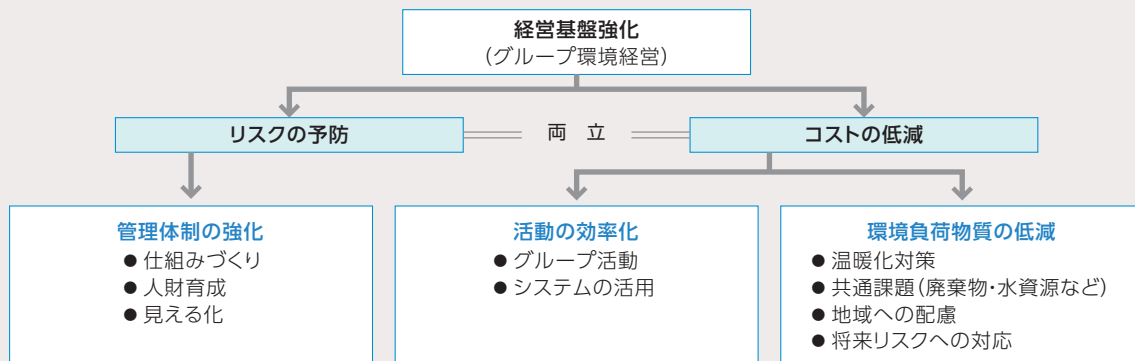 経営基盤強化
(グループ環境経営)
リスクの予防
両 立
コストの低減
管理体制の強化
● 仕組みづくり
● 人財育成
● 見える化
活動の効率化
● グループ活動
● システムの活用
環境負荷物質の低減
● 温暖化対策
● 共通課題(廃棄物・水資源など)
● 地域への配慮
● 将来リスクへの対応